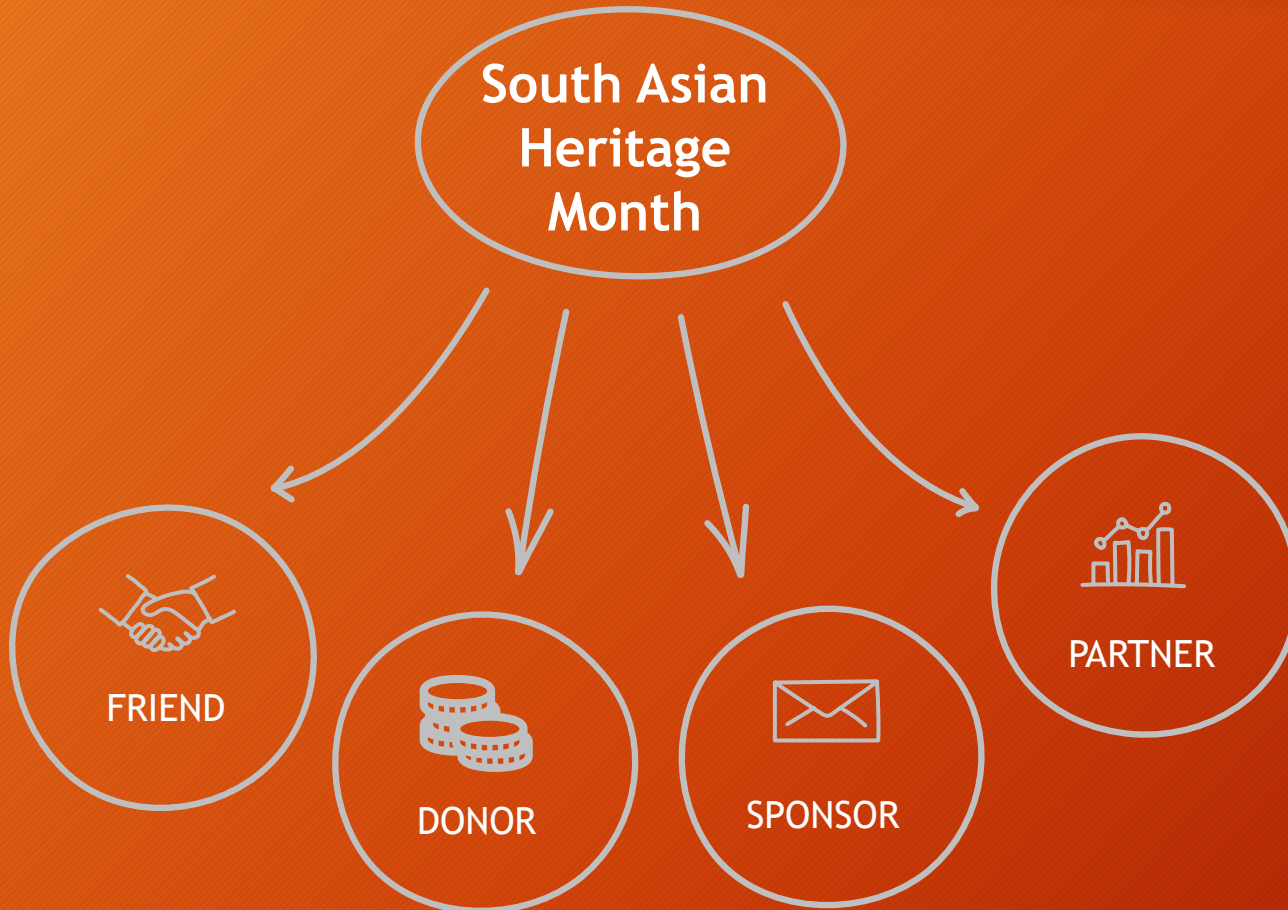 South Asian
Heritage
Month
FRIEND
DONOR
SPONSOR
PARTNER